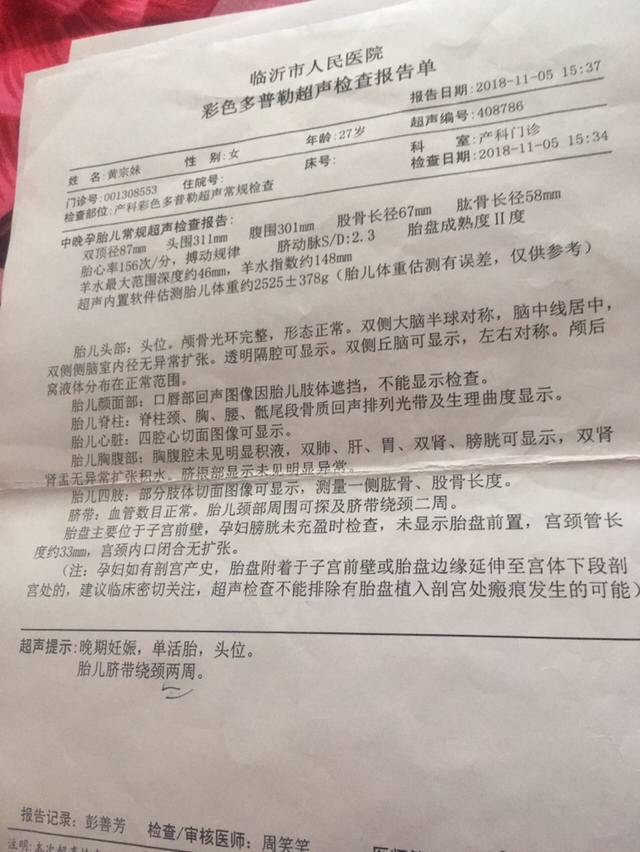 临沂市人民医院
彩色多普勒超声检查报告单
报告日期:2018-11-05 15:37
姓 名:黄宗妹 性 别:女 年龄:27岁 超声编号:408786
门诊号:001308553 住院号: 床号: 科 室:产科门诊
检查部位:产科彩色多普勒超声常规检查 检查日期:2018-11-05 15:34
中晚孕胎儿常规超声检查报告:
双顶径87mm 头围311mm 腹围301mm 股骨长径67mm 肱骨长径58mm
胎心率156次/分，搏动规律 脐动脉S/D:2.3 胎盘成熟度Ⅱ度
羊水最大范围深度约46mm，羊水指数约148mm
超声内置软件估测胎儿体重约2525±378g（胎儿体重估测有误差，仅供参考）
胎儿头部：头位。颅骨光环完整，形态正常。双侧大脑半球对称，脑中线居中，
双侧侧脑室内径无异常扩张。透明隔腔可显示。双侧丘脑可显示，左右对称。颅后
窝液体分布在正常范围。
胎儿颜面部：口唇部回声图像因胎儿肢体遮挡，不能显示检查。
胎儿脊柱：脊柱颈、胸、腰、骶尾段骨质回声排列光带及生理曲度显示。
胎儿心脏：四腔心切面图像可显示。
胎儿胸腹部：胸腹腔未见明显积液，双肺、肝、胃、双肾、膀胱可显示，双肾
肾盂无异常扩张积水。脐根部显示未见明显异常。
胎儿四肢：部分肢体切面图像可显示，测量一侧肱骨、股骨长度。
脐带：血管数目正常。胎儿颈部周围可探及脐带绕颈二周。
胎盘主要位于子宫前壁，孕妇膀胱未充盈时检查，未显示胎盘前置，宫颈管长
度约33mm，宫颈内口闭合无扩张。
（注：孕妇如有剖宫产史，胎盘附着于子宫前壁或胎盘边缘延伸至宫体下段剖
宫处的，建议临床密切关注，超声检查不能排除有胎盘植入剖宫处瘢痕发生的可能）
超声提示:晚期妊娠，单活胎，头位。
胎儿脐带绕颈两周。
报告记录：彭善芳 检查/审核医师：周笑笑